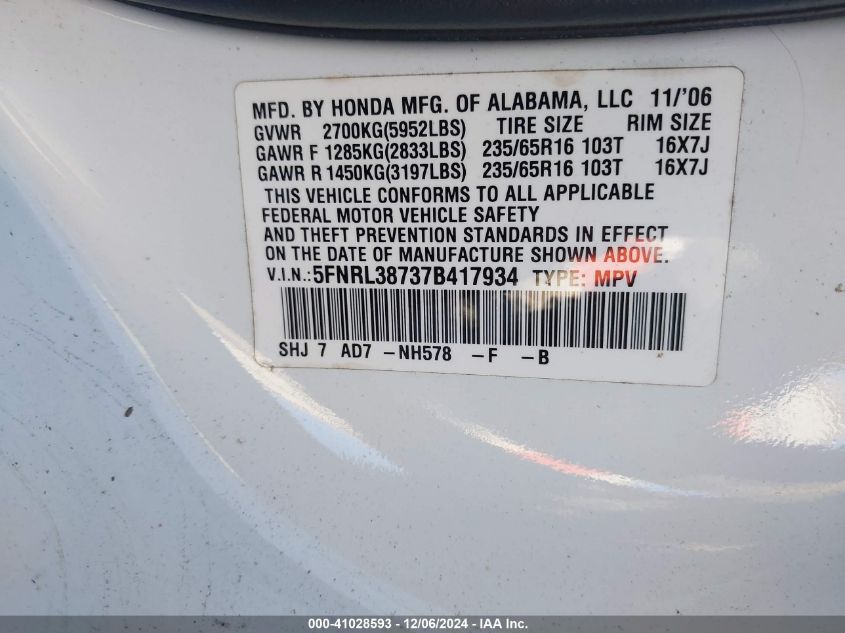 MFD. BY HONDA MFG. OF ALABAMA, LLC 11/'06
GVWR 2700KG(5952LBS) TIRE SIZE RIM SIZE
GAWR F 1285KG(2833LBS) 235/65R16 103T 16X7J
GAWR R 1450KG(3197LBS) 235/65R16 103T 16X7J
THIS VEHICLE CONFORMS TO ALL APPLICABLE
FEDERAL MOTOR VEHICLE SAFETY
AND THEFT PREVENTION STANDARDS IN EFFECT
ON THE DATE OF MANUFACTURE SHOWN ABOVE.
V.I.N.:5FNRL38737B417934 TYPE: MPV
SHJ 7 AD7 -NH578 -F -B
000-41028593 - 12/06/2024 - IEN_US